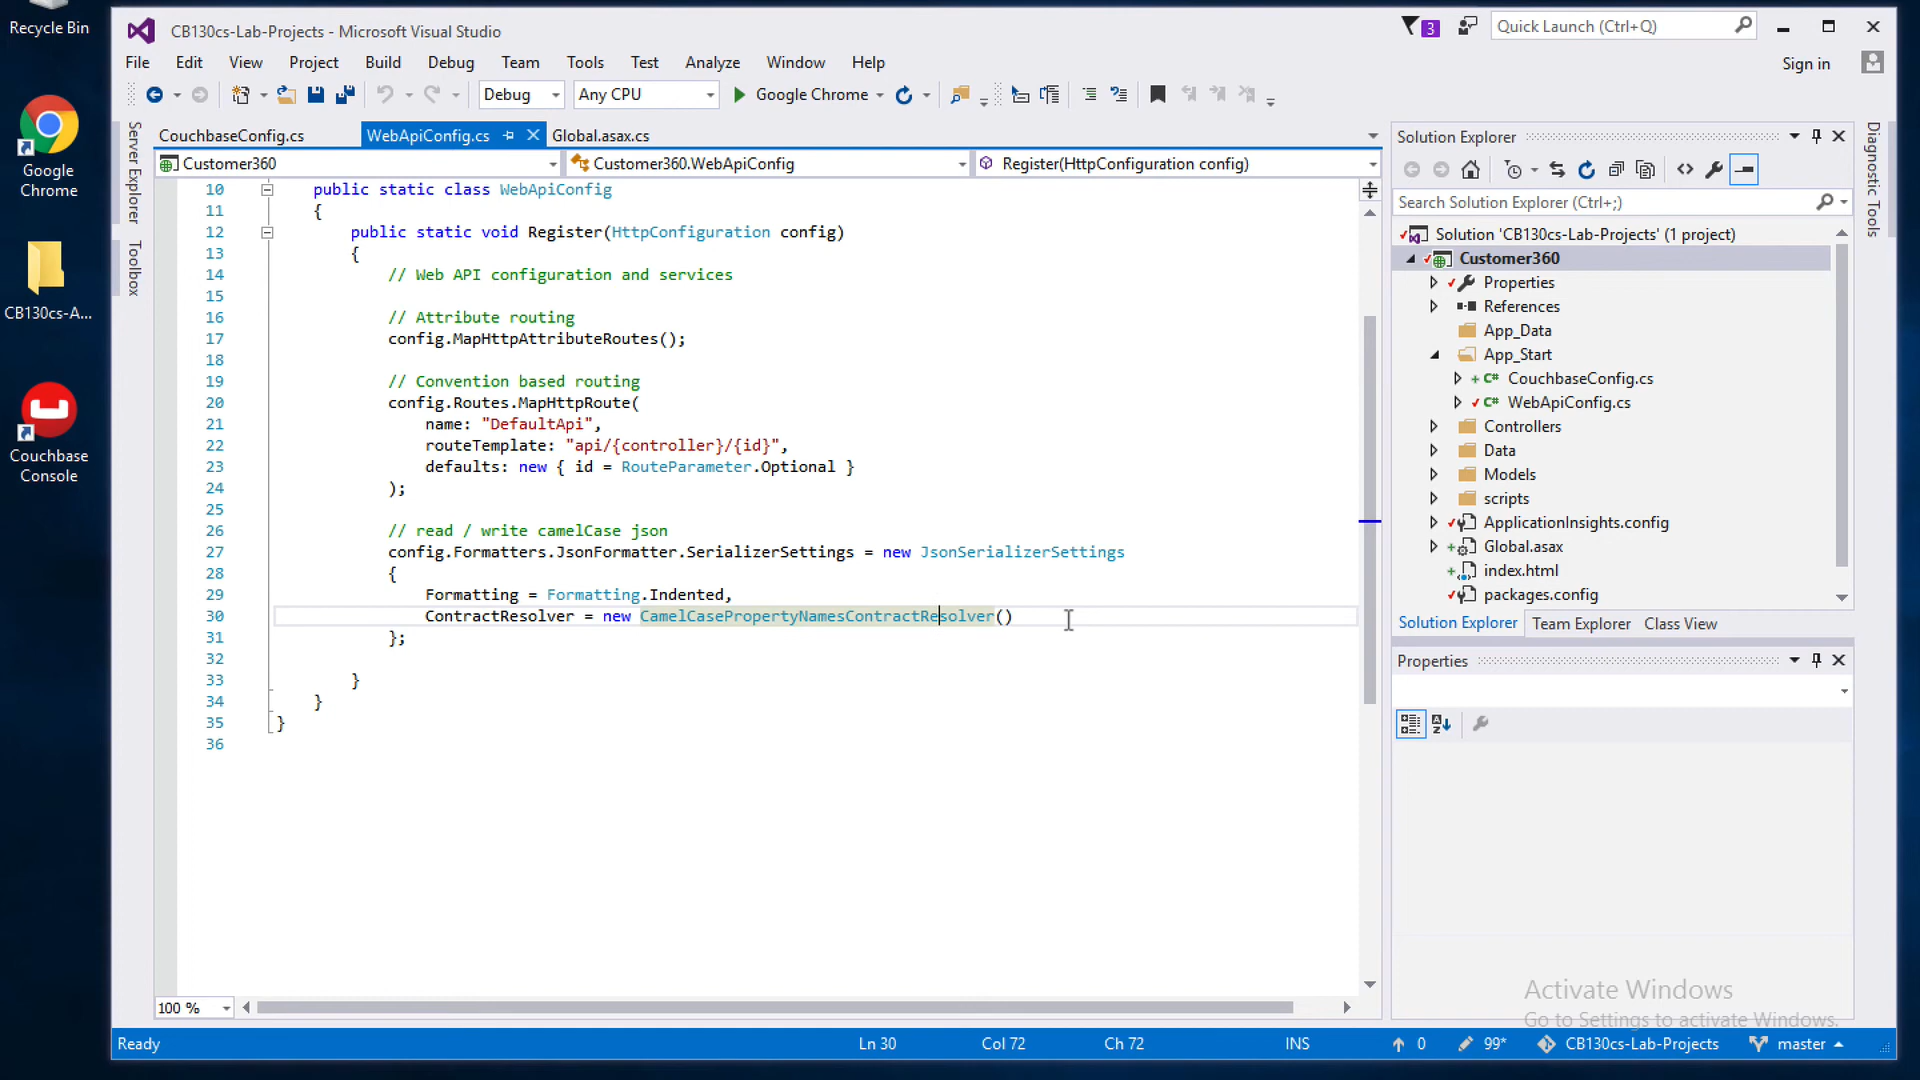 Recycle Bin
CB130cs-Lab-Projects - Microsoft Visual Studio
3
Quick Launch (Ctrl+Q)
File Edit View Project Build Debug Team Tools Test Analyze Window Help
Sign in
Debug Any CPU Google Chrome
Google
Chrome
CB130cs-A...
Couchbase
Console
Server Explorer
Toolbox
CouchbaseConfig.cs WebApiConfig.cs Global.asax.cs
Customer360 Customer360.WebApiConfig Register(HttpConfiguration config)
10 public static class WebApiConfig
11 {
12 public static void Register(HttpConfiguration config)
13 {
14 // Web API configuration and services
15
16 // Attribute routing
17 config.MapHttpAttributeRoutes();
18
19 // Convention based routing
20 config.Routes.MapHttpRoute(
21 name: "DefaultApi",
22 routeTemplate: "api/{controller}/{id}",
23 defaults: new { id = RouteParameter.Optional }
24 );
25
26 // read / write camelCase json
27 config.Formatters.JsonFormatter.SerializerSettings = new JsonSerializerSettings
28 {
29 Formatting = Formatting.Indented,
30 ContractResolver = new CamelCasePropertyNamesContractResolver()
31 };
32
33 }
34 }
35 }
36
100 %
Solution Explorer
Search Solution Explorer (Ctrl+;)
Solution 'CB130cs-Lab-Projects' (1 project)
Customer360
Properties
References
App_Data
App_Start
C# CouchbaseConfig.cs
C# WebApiConfig.cs
Controllers
Data
Models
scripts
ApplicationInsights.config
Global.asax
index.html
packages.config
Solution Explorer Team Explorer Class View
Properties
Diagnostic Tools
Activate Windows
Go to Settings to activate Windows.
Ready Ln 30 Col 72 Ch 72 INS 0 99* CB130cs-Lab-Projects master